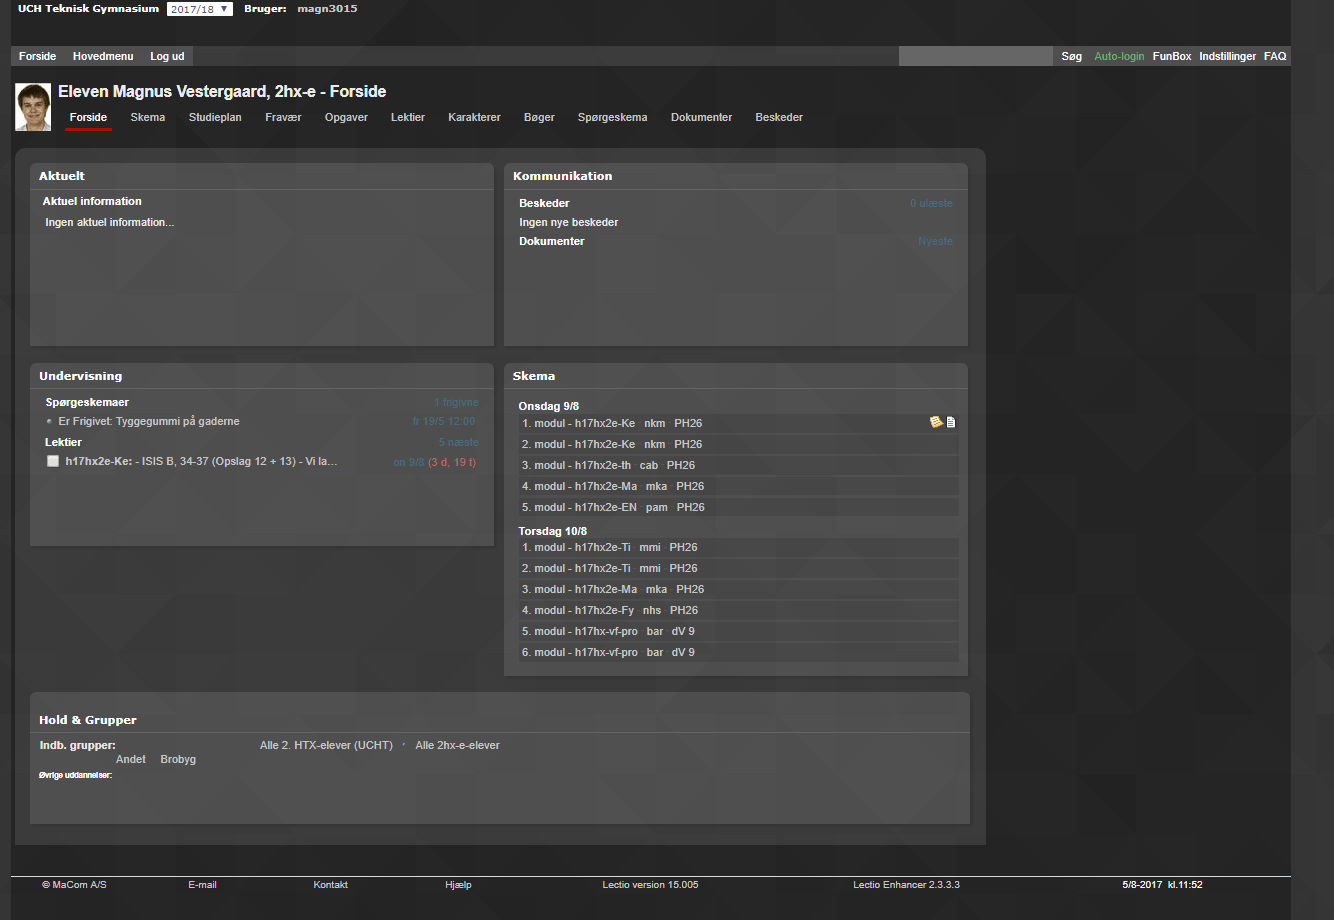 UCH Teknisk Gymnasium 2017/18 ▼ Bruger: magn3015
Forside Hovedmenu Log ud Søg Auto-login FunBox Indstillinger FAQ
Eleven Magnus Vestergaard, 2hx-e - Forside
Forside Skema Studieplan Fravær Opgaver Lektier Karakterer Bøger Spørgeskema Dokumenter Beskeder
Aktuelt
Aktuel information
Ingen aktuel information...
Kommunikation
Beskeder 0 ulæste
Ingen nye beskeder
Dokumenter Nyeste
Undervisning
Spørgeskemaer 1 frigivne
Er Frigivet: Tyggegummi på gaderne fr 19/5 12:00
Lektier 5 næste
h17hx2e-Ke: - ISIS B, 34-37 (Opslag 12 + 13) - Vi la... on 9/8 (3 d, 19 t)
Skema
Onsdag 9/8
1. modul - h17hx2e-Ke nkm PH26
2. modul - h17hx2e-Ke nkm PH26
3. modul - h17hx2e-th cab PH26
4. modul - h17hx2e-Ma mka PH26
5. modul - h17hx2e-EN pam PH26
Torsdag 10/8
1. modul - h17hx2e-Ti mmi PH26
2. modul - h17hx2e-Ti mmi PH26
3. modul - h17hx2e-Ma mka PH26
4. modul - h17hx2e-Fy nhs PH26
5. modul - h17hx-vf-pro bar dV 9
6. modul - h17hx-vf-pro bar dV 9
Hold & Grupper
Indb. grupper: Alle 2. HTX-elever (UCHT) · Alle 2hx-e-elever
Andet Brobyg
Øvrige uddannelser:
© MaCom A/S E-mail Kontakt Hjælp Lectio version 15.005 Lectio Enhancer 2.3.3.3 5/8-2017 kl.11:52